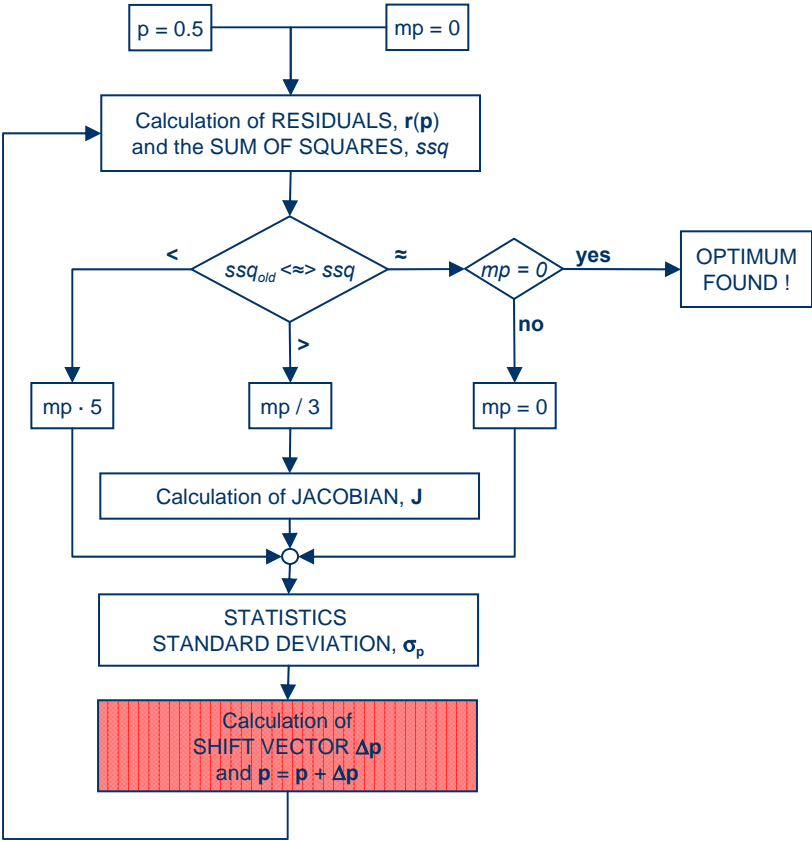 p = 0.5
mp = 0
Calculation of RESIDUALS, r(p)
and the SUM OF SQUARES, ssq
<
ssq_old <≈> ssq
≈
mp = 0
yes
OPTIMUM
FOUND !
>
no
mp · 5
mp / 3
mp = 0
Calculation of JACOBIAN, J
STATISTICS
STANDARD DEVIATION, σ_p
Calculation of
SHIFT VECTOR Δp
and p = p + Δp